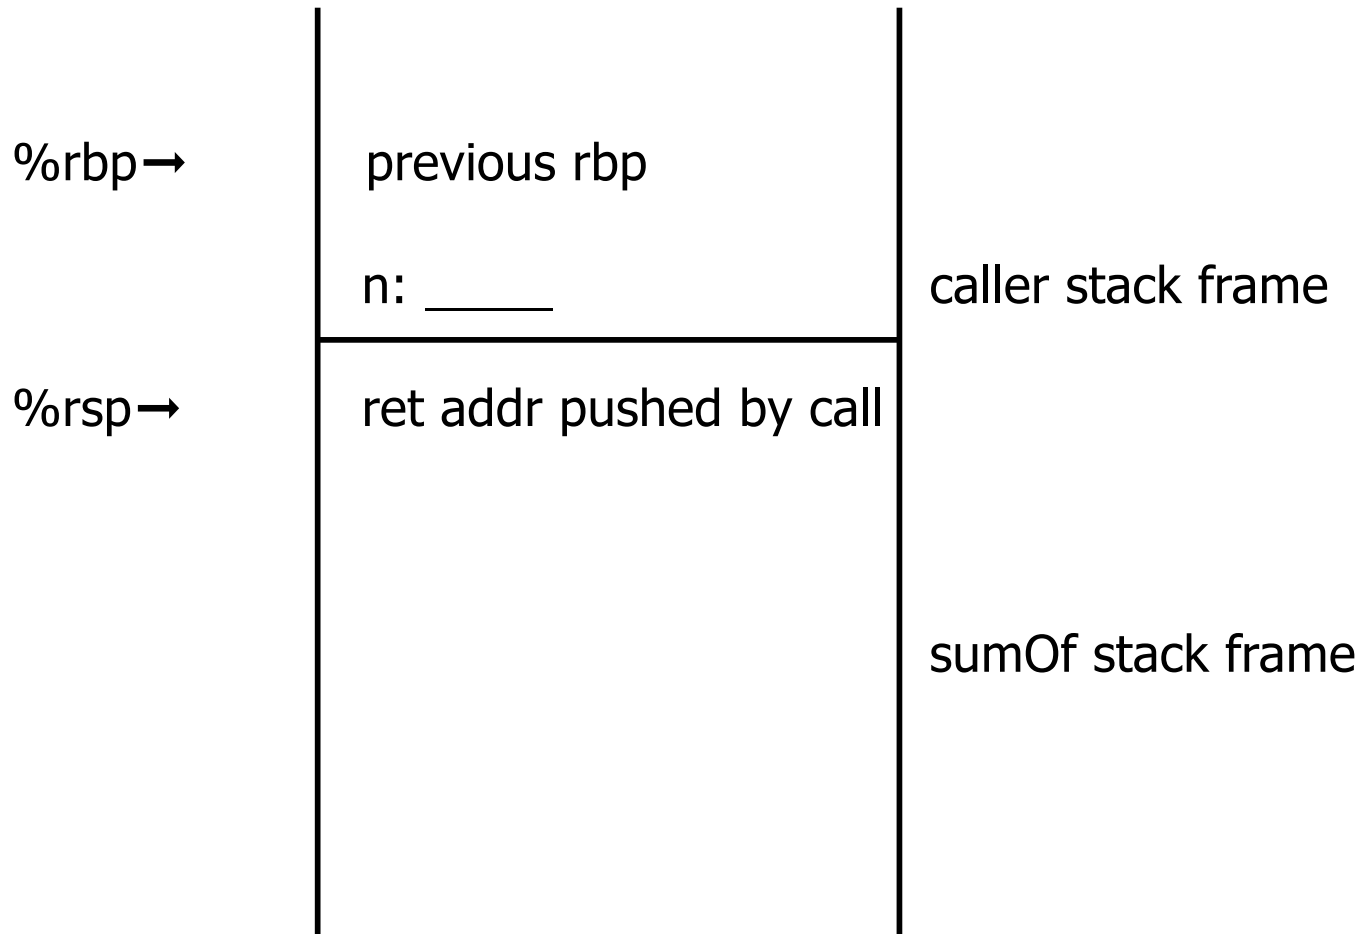 %rbp→ previous rbp
n: _____ caller stack frame
%rsp→ ret addr pushed by call
sumOf stack frame